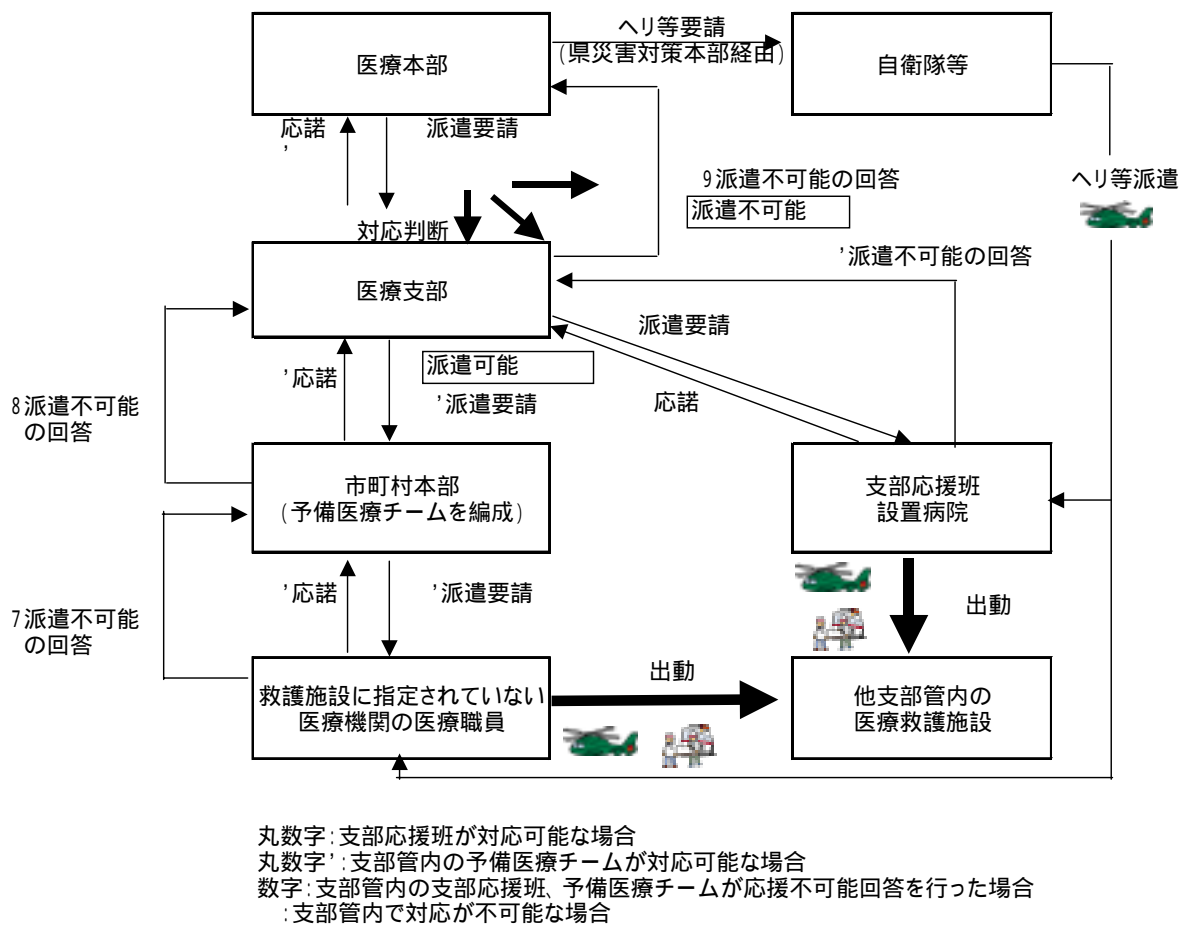 ヘリ等要請
(県災害対策本部経由)
医療本部
自衛隊等
応諾
'
派遣要請
9派遣不可能の回答
派遣不可能
ヘリ等派遣
対応判断
'派遣不可能の回答
医療支部
派遣要請
派遣可能
'応諾
'派遣要請
応諾
8派遣不可能
の回答
市町村本部
(予備医療チームを編成)
支部応援班
設置病院
'応諾
'派遣要請
出動
7派遣不可能
の回答
出動
救護施設に指定されていない
医療機関の医療職員
他支部管内の
医療救護施設
丸数字:支部応援班が対応可能な場合
丸数字':支部管内の予備医療チームが対応可能な場合
数字:支部管内の支部応援班、予備医療チームが応援不可能回答を行った場合
:支部管内で対応が不可能な場合